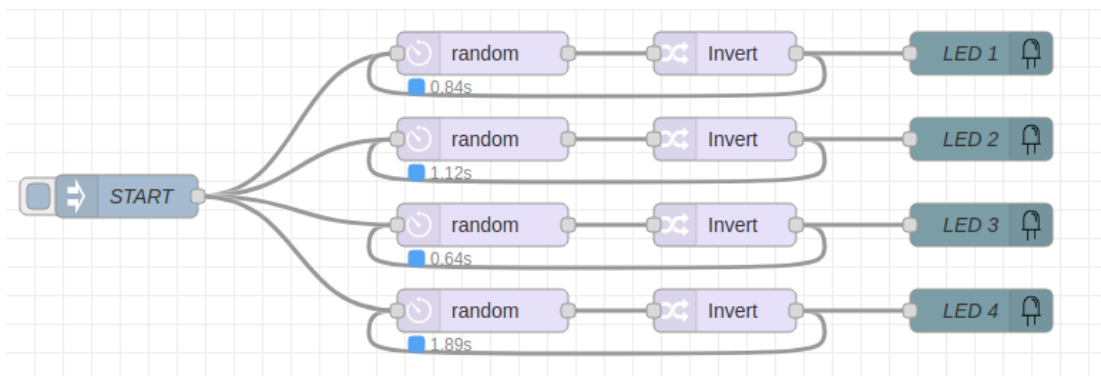 random
Invert
LED 1
0.84s
random
Invert
LED 2
1.12s
START
random
Invert
LED 3
0.64s
random
Invert
LED 4
1.89s